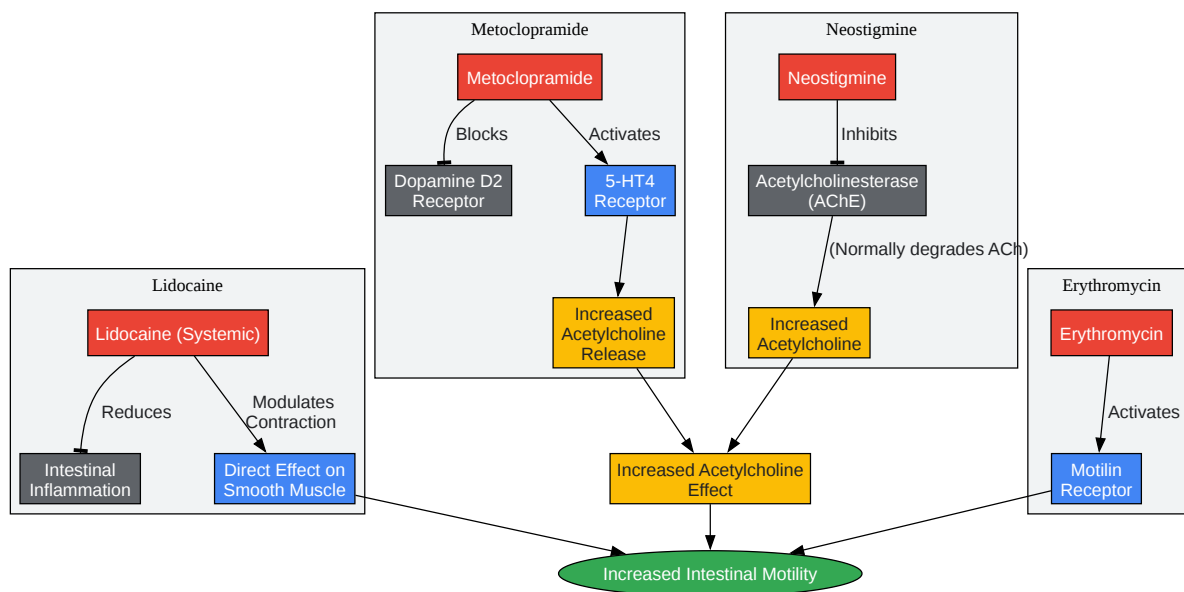 Metoclopramide
Neostigmine
Metoclopramide
Neostigmine
Blocks
Activates
Inhibits
Dopamine D2
Receptor
5-HT4
Receptor
Acetylcholinesterase
(AChE)
(Normally degrades ACh)
Lidocaine
Erythromycin
Lidocaine (Systemic)
Increased
Acetylcholine
Release
Increased
Acetylcholine
Erythromycin
Reduces
Modulates
Contraction
Activates
Intestinal
Inflammation
Direct Effect on
Smooth Muscle
Increased Acetylcholine
Effect
Motilin
Receptor
Increased Intestinal Motility